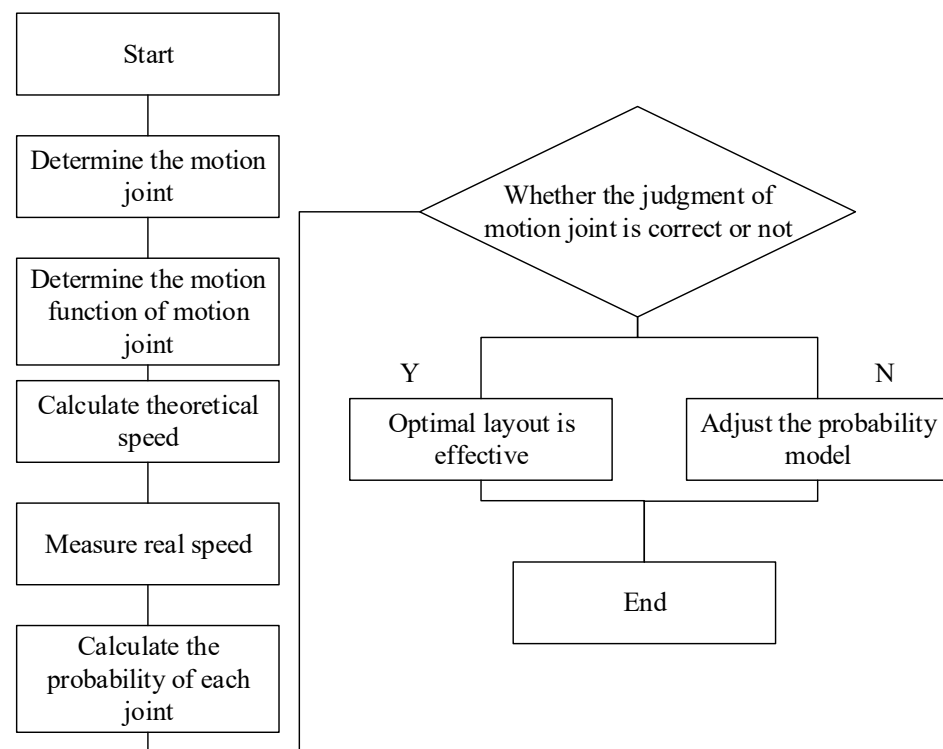 Start
Determine the motion
joint
Determine the motion
function of motion
joint
Calculate theoretical
speed
Measure real speed
Calculate the
probability of each
joint
Whether the judgment of
motion joint is correct or not
Y
N
Optimal layout is
effective
Adjust the probability
model
End